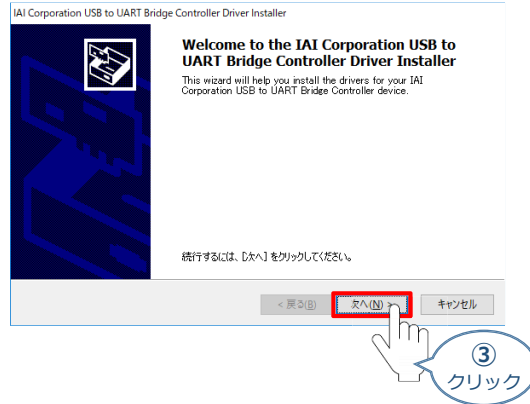 IAI Corporation USB to UART Bridge Controller Driver Installer
Welcome to the IAI Corporation USB to
UART Bridge Controller Driver Installer
This wizard will help you install the drivers for your IAI
Corporation USB to UART Bridge Controller device.
続行するには、[次へ] をクリックしてください。
< 戻る(B)
次へ(N) >
キャンセル
③
クリック